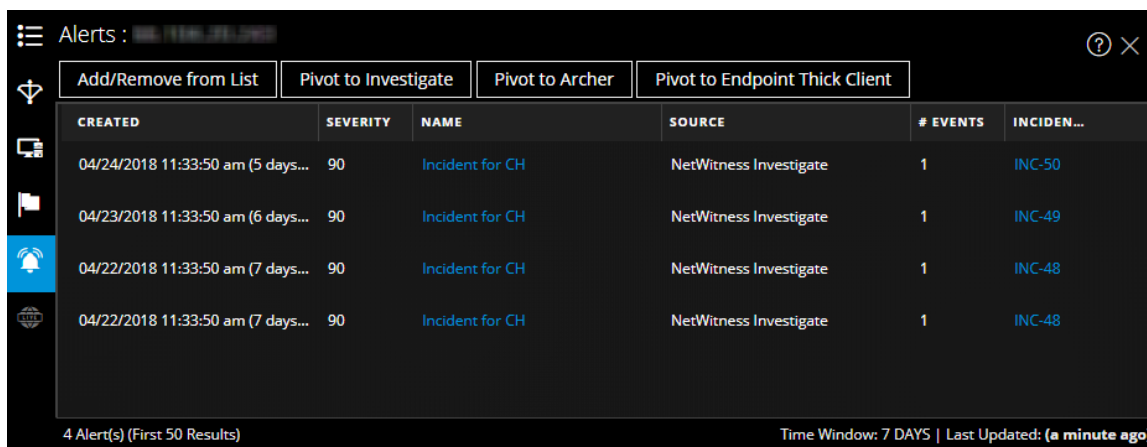 Alerts :
Add/Remove from List Pivot to Investigate Pivot to Archer Pivot to Endpoint Thick Client
CREATED SEVERITY NAME SOURCE # EVENTS INCIDEN...
04/24/2018 11:33:50 am (5 days... 90 Incident for CH NetWitness Investigate 1 INC-50
04/23/2018 11:33:50 am (6 days... 90 Incident for CH NetWitness Investigate 1 INC-49
04/22/2018 11:33:50 am (7 days... 90 Incident for CH NetWitness Investigate 1 INC-48
04/22/2018 11:33:50 am (7 days... 90 Incident for CH NetWitness Investigate 1 INC-48
LIVE
4 Alert(s) (First 50 Results) Time Window: 7 DAYS | Last Updated: (a minute ago